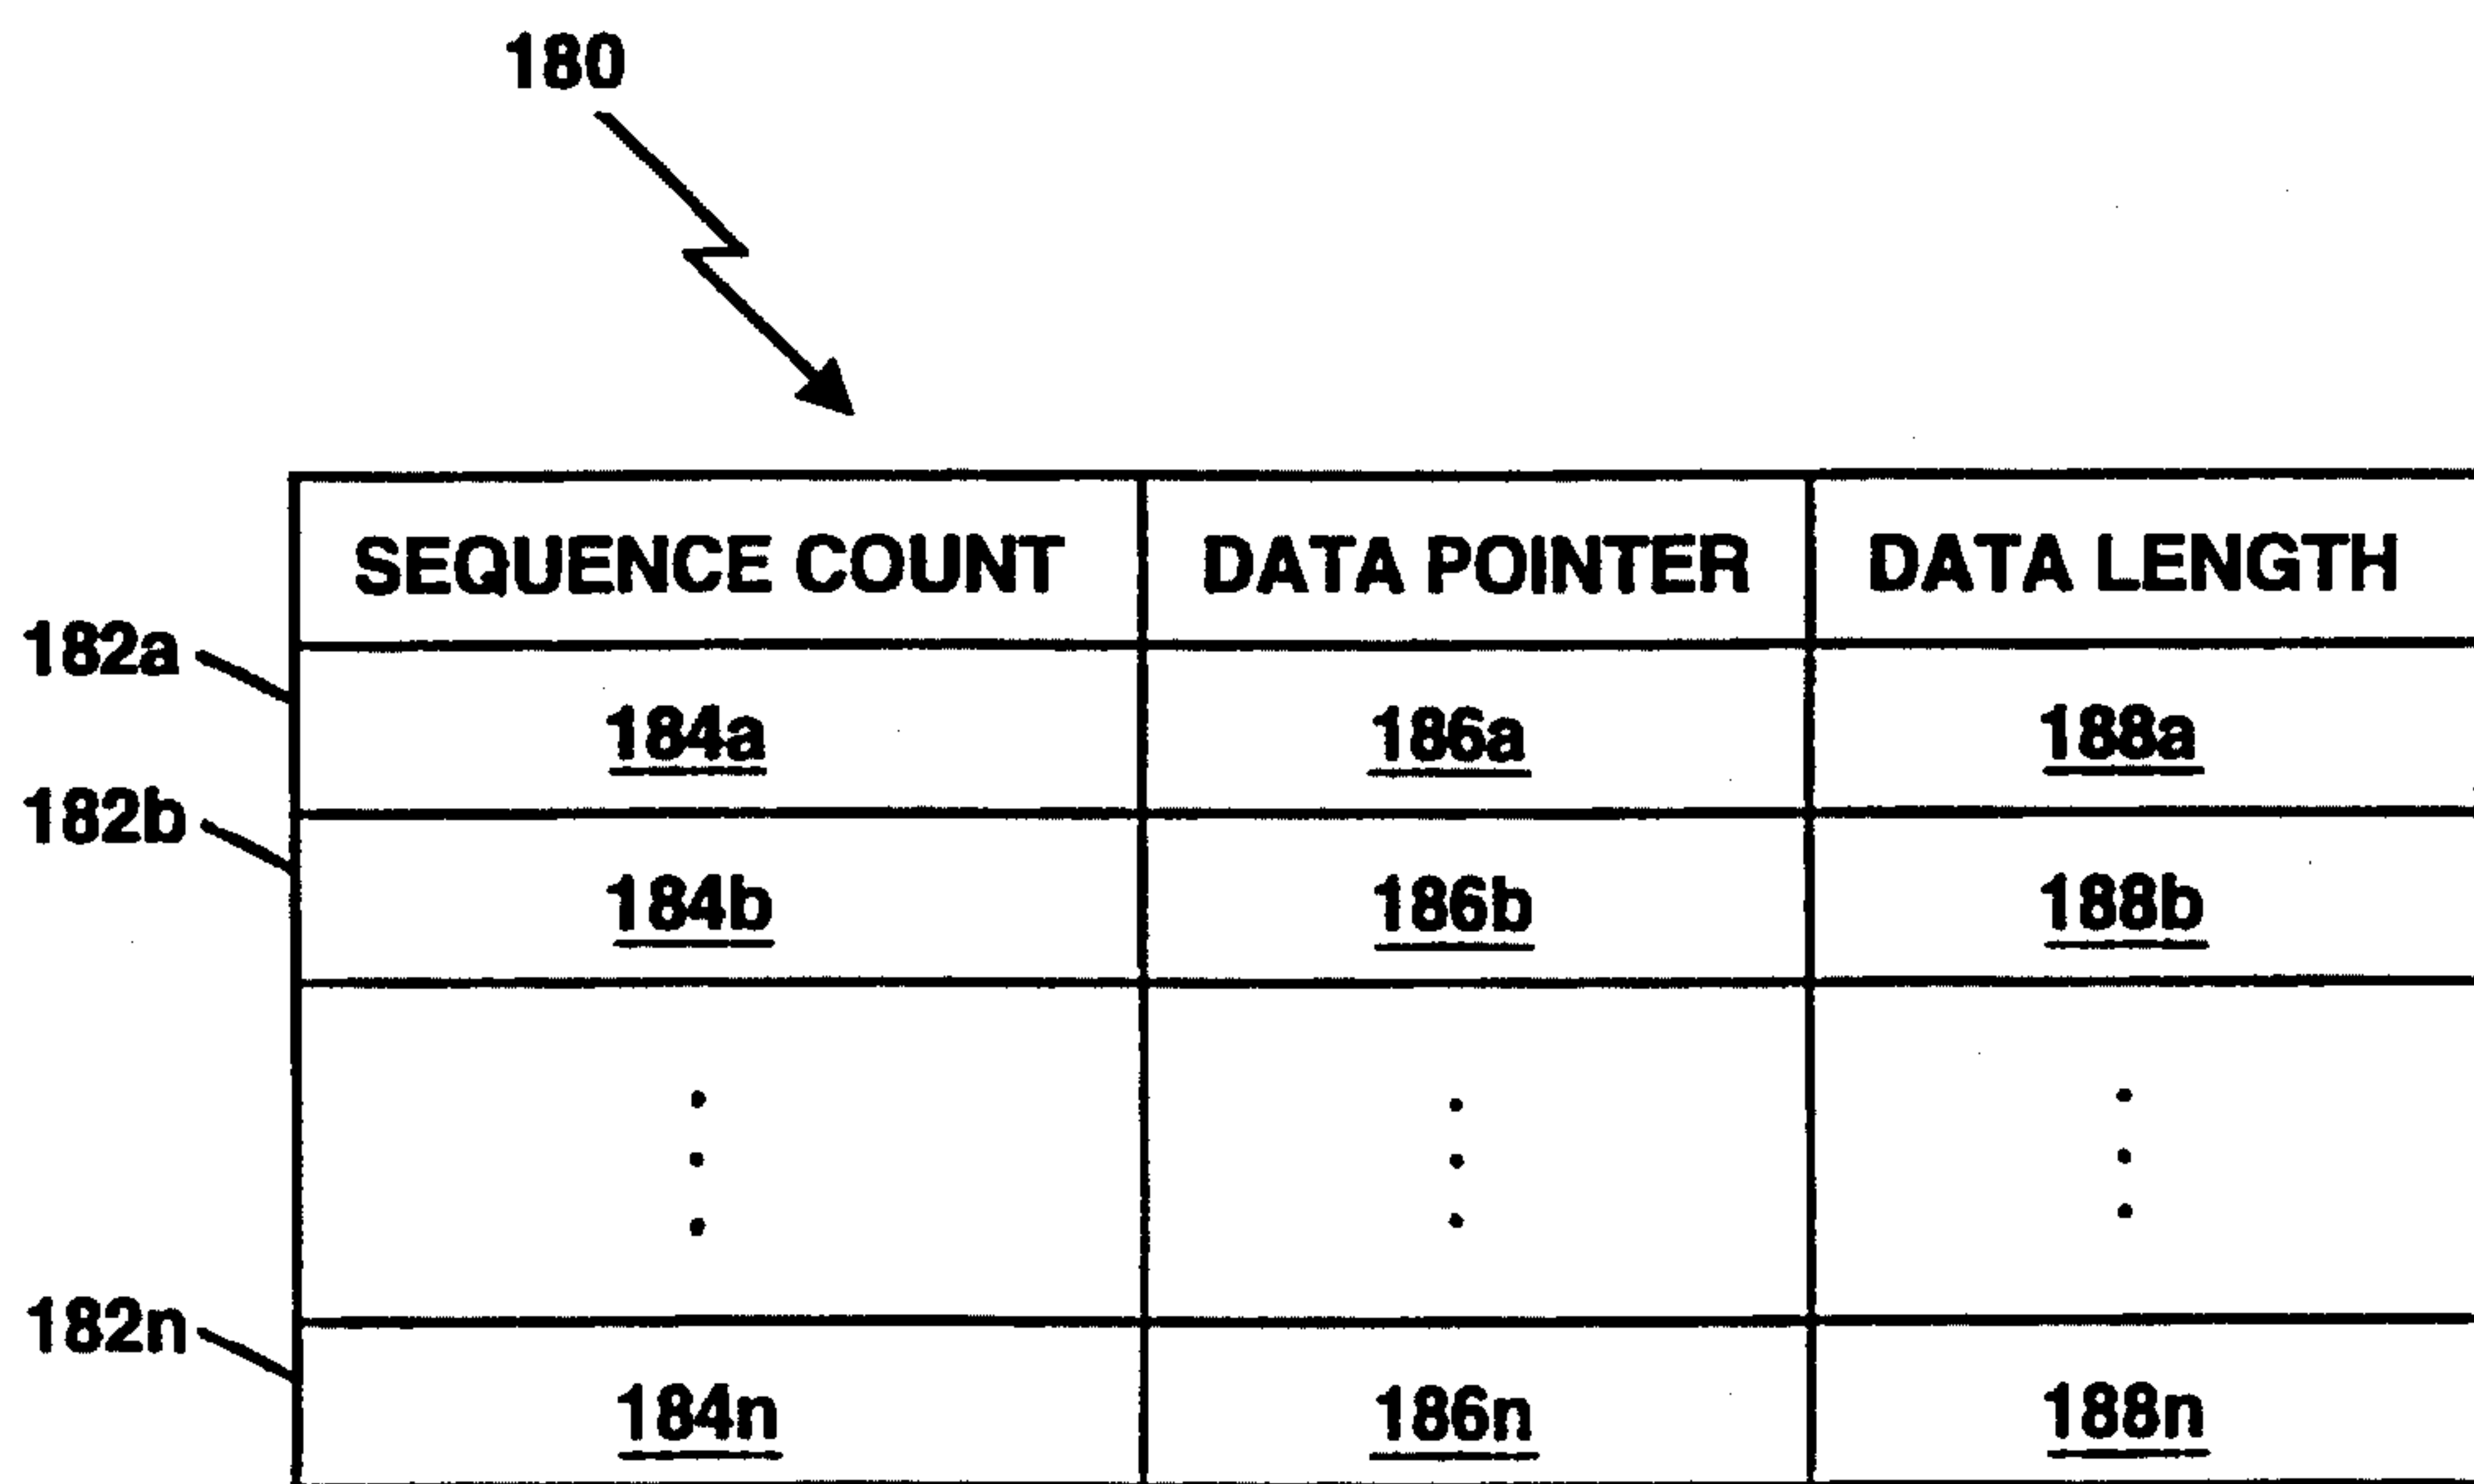 180
SEQUENCE COUNT DATA POINTER DATA LENGTH
182a
184a 186a 188a
182b
184b 186b 188b
182n
184n 186n 188n